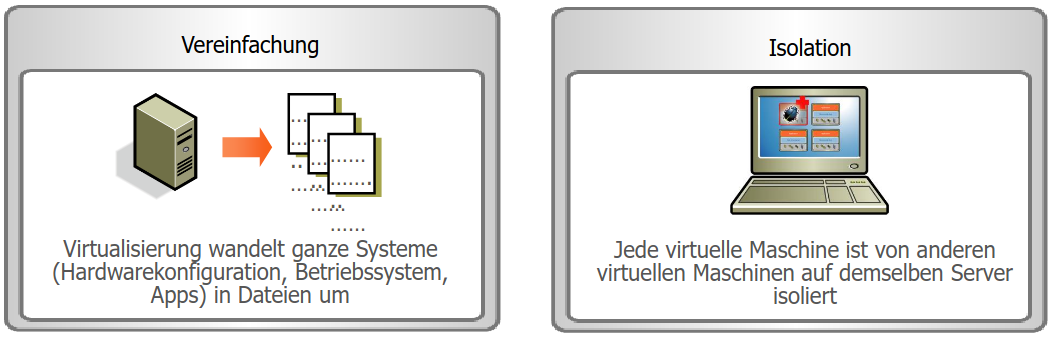 Vereinfachung
Virtualisierung wandelt ganze Systeme
(Hardwarekonfiguration, Betriebssystem,
Apps) in Dateien um
Isolation
Jede virtuelle Maschine ist von anderen
virtuellen Maschinen auf demselben Server
isoliert